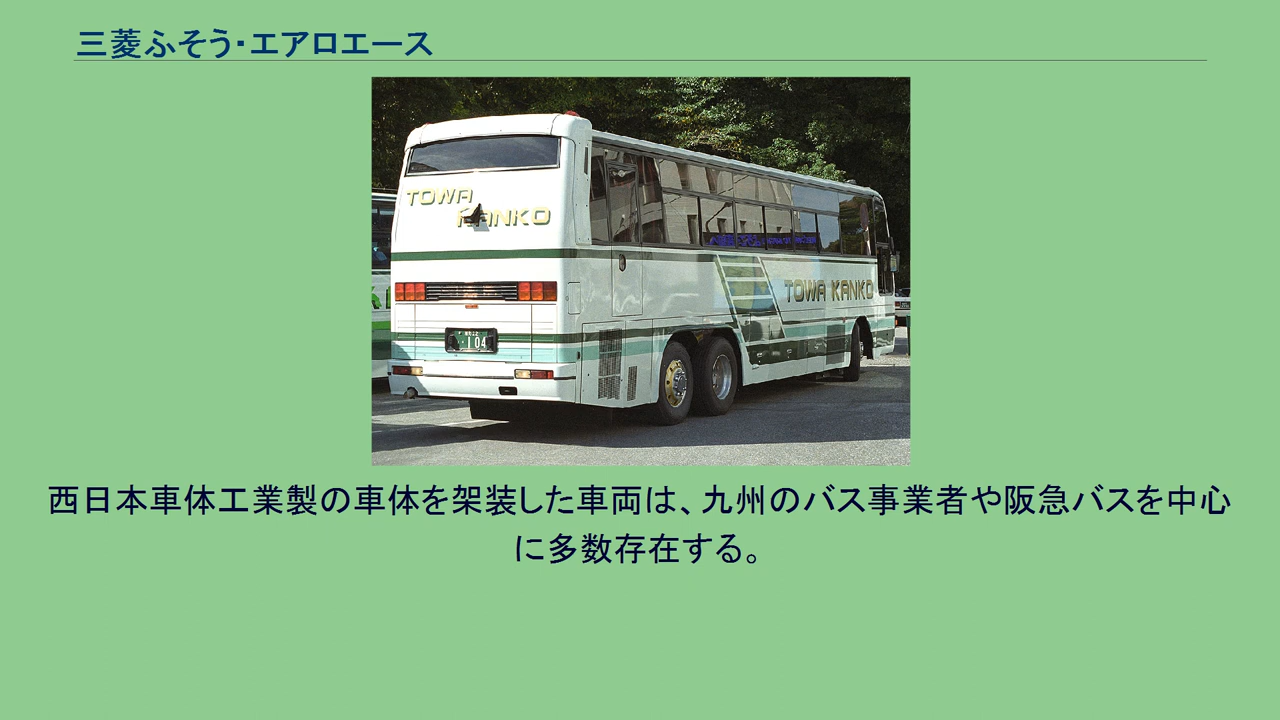 三菱ふそう・エアロエース
TOWA
KANKO
TOWA KANKO
・104
西日本車体工業製の車体を架装した車両は、九州のバス事業者や阪急バスを中心
に多数存在する。